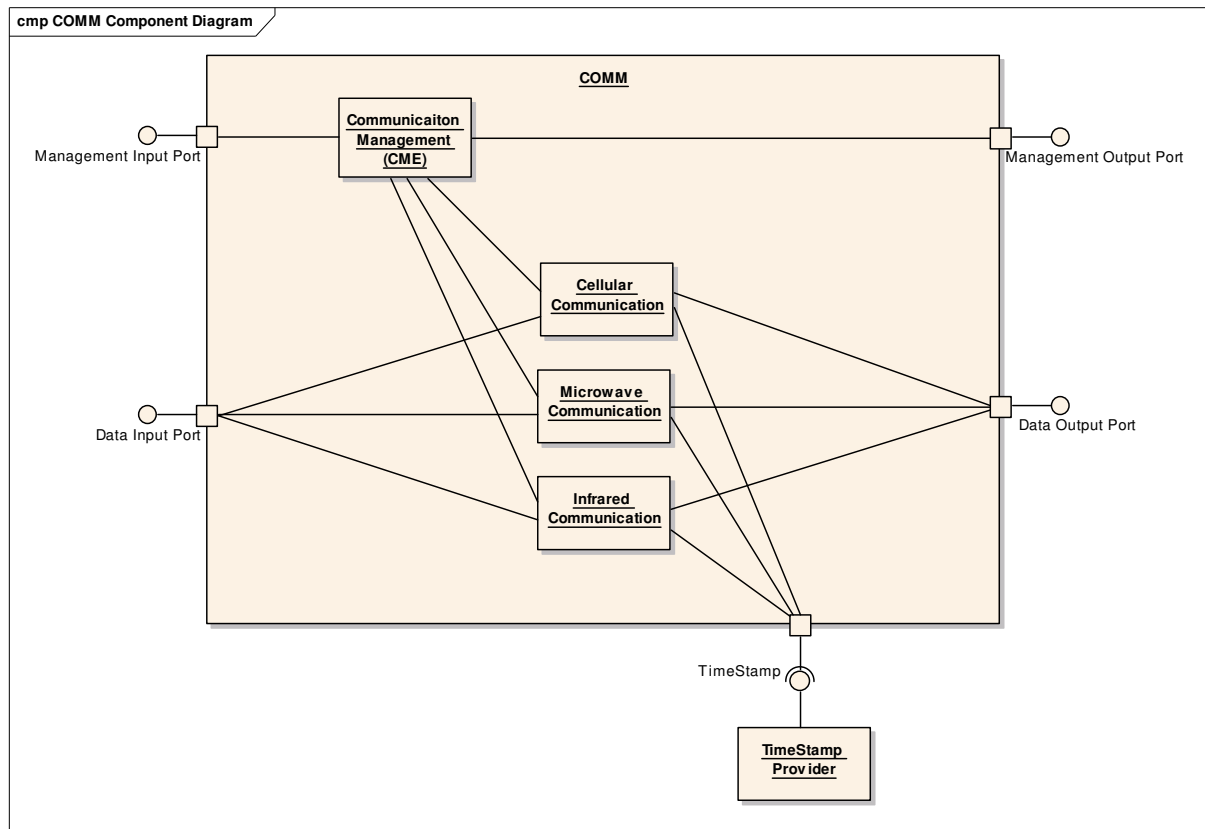 cmp COMM Component Diagram
COMM
Communicaiton
Management
(CME)
Management Input Port
Management Output Port
Cellular
Communication
Microwave
Communication
Data Input Port
Data Output Port
Infrared
Communication
TimeStamp
TimeStamp
Provider